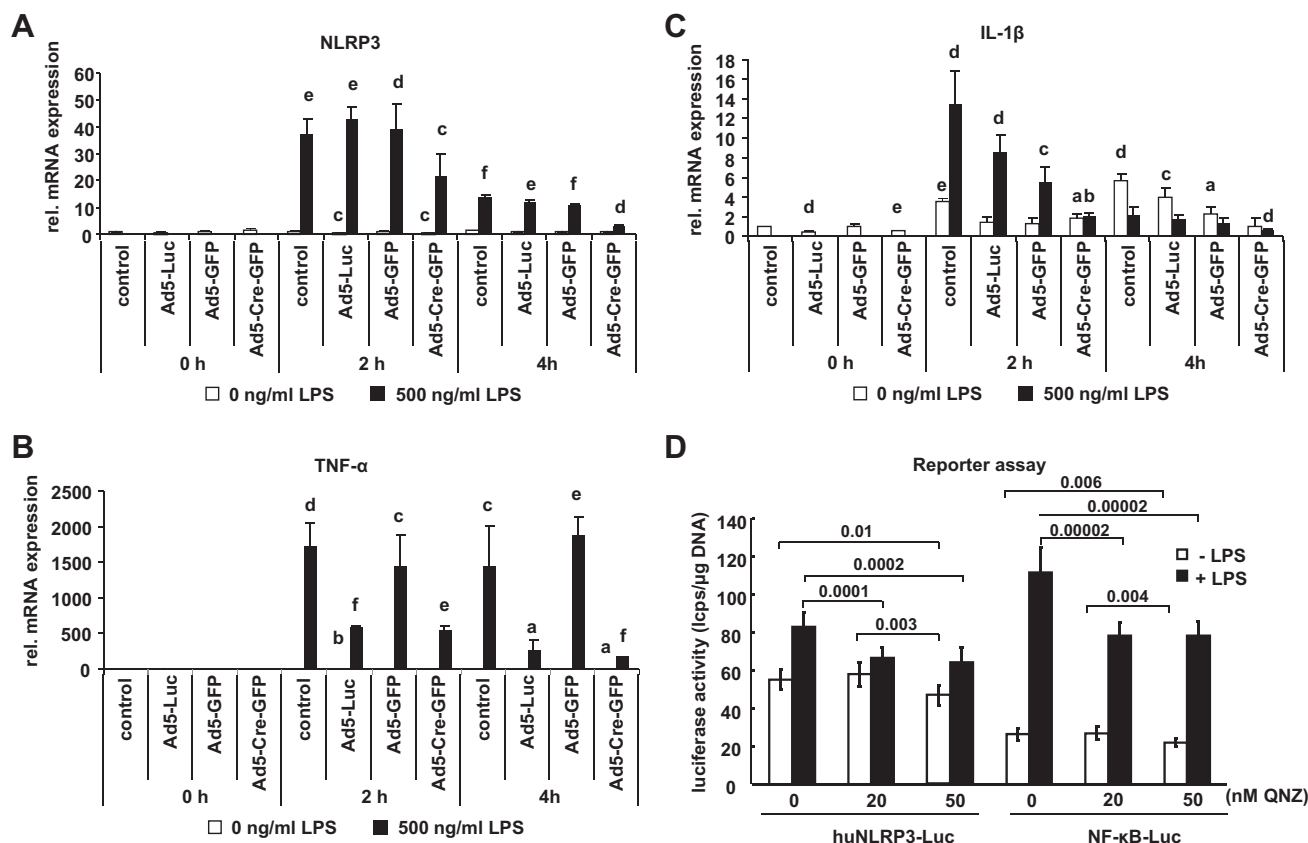 A
NLRP3
rel. mRNA expression
60
50
40
30
20
10
0
e
e
d
c
c
c
f
e
f
d
control
Ad5-Luc
Ad5-GFP
Ad5-Cre-GFP
control
Ad5-Luc
Ad5-GFP
Ad5-Cre-GFP
control
Ad5-Luc
Ad5-GFP
Ad5-Cre-GFP
0 h
2 h
4h
0 ng/ml LPS
500 ng/ml LPS
C
IL-1β
rel. mRNA expression
18
16
14
12
10
8
6
4
2
0
d
e
e
d
d
c
a b
d
c
a
d
control
Ad5-Luc
Ad5-GFP
Ad5-Cre-GFP
control
Ad5-Luc
Ad5-GFP
Ad5-Cre-GFP
control
Ad5-Luc
Ad5-GFP
Ad5-Cre-GFP
0 h
2 h
4h
0 ng/ml LPS
500 ng/ml LPS
B
TNF-α
rel. mRNA expression
2500
2000
1500
1000
500
0
d
b
f
c
e
c
a
e
a
f
control
Ad5-Luc
Ad5-GFP
Ad5-Cre-GFP
control
Ad5-Luc
Ad5-GFP
Ad5-Cre-GFP
control
Ad5-Luc
Ad5-GFP
Ad5-Cre-GFP
0 h
2 h
4h
0 ng/ml LPS
500 ng/ml LPS
D
Reporter assay
luciferase activity (lcps/µg DNA)
140
120
100
80
60
40
20
0
0.01
0.0002
0.0001
0.003
0.006
0.00002
0.00002
0.004
- LPS
+ LPS
0
20
50
0
20
50
(nM QNZ)
huNLRP3-Luc
NF-κB-Luc